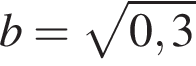 b = √0,3